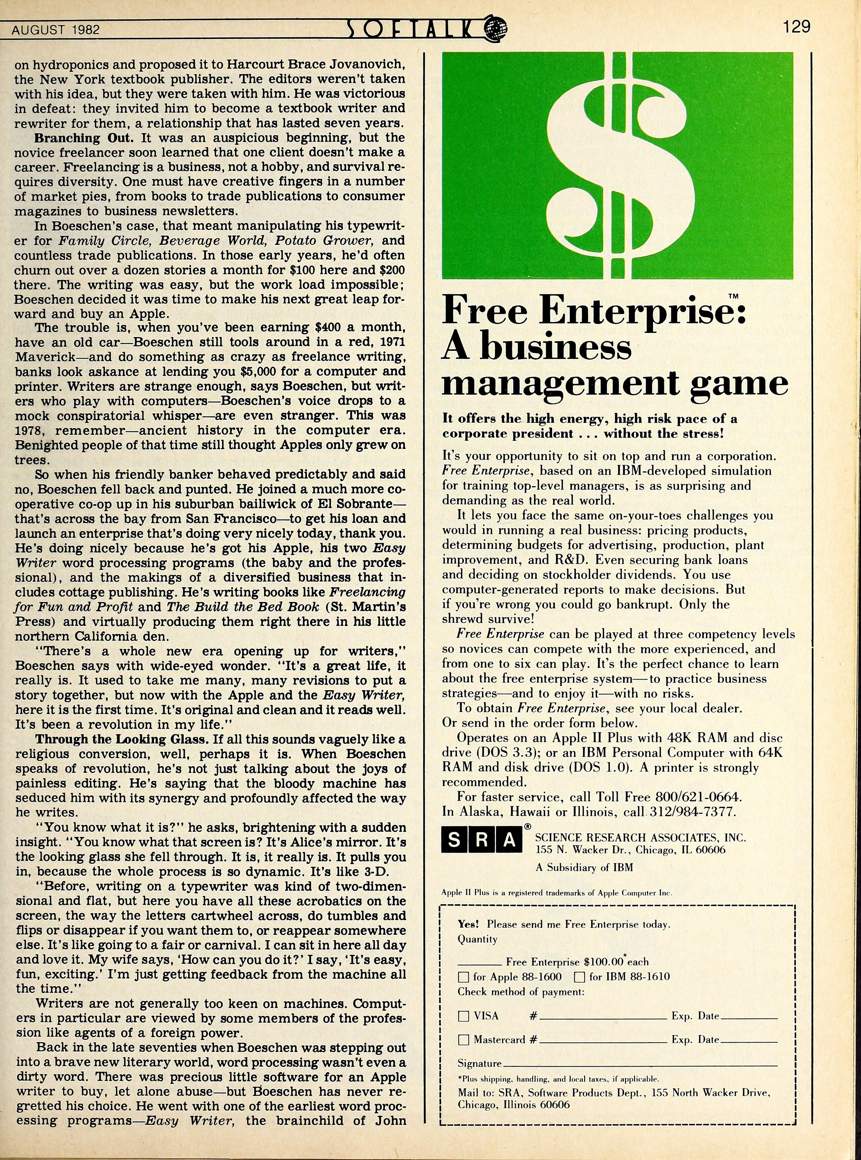 AUGUST 1982
SOFTALK
129
on hydroponics and proposed it to Harcourt Brace Jovanovich,
the New York textbook publisher. The editors weren't taken
with his idea, but they were taken with him. He was victorious
in defeat: they invited him to become a textbook writer and
rewriter for them, a relationship that has lasted seven years.
Branching Out. It was an auspicious beginning, but the
novice freelancer soon learned that one client doesn't make a
career. Freelancing is a business, not a hobby, and survival re-
quires diversity. One must have creative fingers in a number
of market pies, from books to trade publications to consumer
magazines to business newsletters.
In Boeschen's case, that meant manipulating his typewrit-
er for Family Circle, Beverage World, Potato Grower, and
countless trade publications. In those early years, he'd often
churn out over a dozen stories a month for $100 here and $200
there. The writing was easy, but the work load impossible;
Boeschen decided it was time to make his next great leap for-
ward and buy an Apple.
The trouble is, when you've been earning $400 a month,
have an old car—Boeschen still tools around in a red, 1971
Maverick—and do something as crazy as freelance writing,
banks look askance at lending you $5,000 for a computer and
printer. Writers are strange enough, says Boeschen, but writ-
ers who play with computers—Boeschen's voice drops to a
mock conspiratorial whisper—are even stranger. This was
1978, remember—ancient history in the computer era.
Benighted people of that time still thought Apples only grew on
trees.
So when his friendly banker behaved predictably and said
no, Boeschen fell back and punted. He joined a much more co-
operative co-op up in his suburban bailiwick of El Sobrante—
that's across the bay from San Francisco—to get his loan and
launch an enterprise that's doing very nicely today, thank you.
He's doing nicely because he's got his Apple, his two Easy
Writer word processing programs (the baby and the profes-
sional), and the makings of a diversified business that in-
cludes cottage publishing. He's writing books like Freelancing
for Fun and Profit and The Build the Bed Book (St. Martin's
Press) and virtually producing them right there in his little
northern California den.
"There's a whole new era opening up for writers,"
Boeschen says with wide-eyed wonder. "It's a great life, it
really is. It used to take me many, many revisions to put a
story together, but now with the Apple and the Easy Writer,
here it is the first time. It's original and clean and it reads well.
It's been a revolution in my life."
Through the Looking Glass. If all this sounds vaguely like a
religious conversion, well, perhaps it is. When Boeschen
speaks of revolution, he's not just talking about the joys of
painless editing. He's saying that the bloody machine has
seduced him with its synergy and profoundly affected the way
he writes.
"You know what it is?" he asks, brightening with a sudden
insight. "You know what that screen is? It's Alice's mirror. It's
the looking glass she fell through. It is, it really is. It pulls you
in, because the whole process is so dynamic. It's like 3-D.
"Before, writing on a typewriter was kind of two-dimen-
sional and flat, but here you have all these acrobatics on the
screen, the way the letters cartwheel across, do tumbles and
flips or disappear if you want them to, or reappear somewhere
else. It's like going to a fair or carnival. I can sit in here all day
and love it. My wife says, 'How can you do it?' I say, 'It's easy,
fun, exciting.' I'm just getting feedback from the machine all
the time."
Writers are not generally too keen on machines. Comput-
ers in particular are viewed by some members of the profes-
sion like agents of a foreign power.
Back in the late seventies when Boeschen was stepping out
into a brave new literary world, word processing wasn't even a
dirty word. There was precious little software for an Apple
writer to buy, let alone abuse—but Boeschen has never re-
gretted his choice. He went with one of the earliest word proc-
essing programs—Easy Writer, the brainchild of John
$
Free Enterprise™:
A business
management game
It offers the high energy, high risk pace of a
corporate president . . . without the stress!
It's your opportunity to sit on top and run a corporation.
Free Enterprise, based on an IBM-developed simulation
for training top-level managers, is as surprising and
demanding as the real world.
It lets you face the same on-your-toes challenges you
would in running a real business: pricing products,
determining budgets for advertising, production, plant
improvement, and R&D. Even securing bank loans
and deciding on stockholder dividends. You use
computer-generated reports to make decisions. But
if you're wrong you could go bankrupt. Only the
shrewd survive!
Free Enterprise can be played at three competency levels
so novices can compete with the more experienced, and
from one to six can play. It's the perfect chance to learn
about the free enterprise system—to practice business
strategies—and to enjoy it—with no risks.
To obtain Free Enterprise, see your local dealer.
Or send in the order form below.
Operates on an Apple II Plus with 48K RAM and disc
drive (DOS 3.3); or an IBM Personal Computer with 64K
RAM and disk drive (DOS 1.0). A printer is strongly
recommended.
For faster service, call Toll Free 800/621-0664.
In Alaska, Hawaii or Illinois, call 312/984-7377.
SRA®
SCIENCE RESEARCH ASSOCIATES, INC.
155 N. Wacker Dr., Chicago, IL 60606
A Subsidiary of IBM
Apple II Plus is a registered trademarks of Apple Computer Inc.
Yes! Please send me Free Enterprise today.
Quantity
______ Free Enterprise $100.00* each
☐ for Apple 88-1600 ☐ for IBM 88-1610
Check method of payment:
☐ VISA #____________________ Exp. Date________
☐ Mastercard #____________________ Exp. Date________
Signature________________________________________
*Plus shipping, handling, and local taxes, if applicable.
Mail to: SRA, Software Products Dept., 155 North Wacker Drive,
Chicago, Illinois 60606